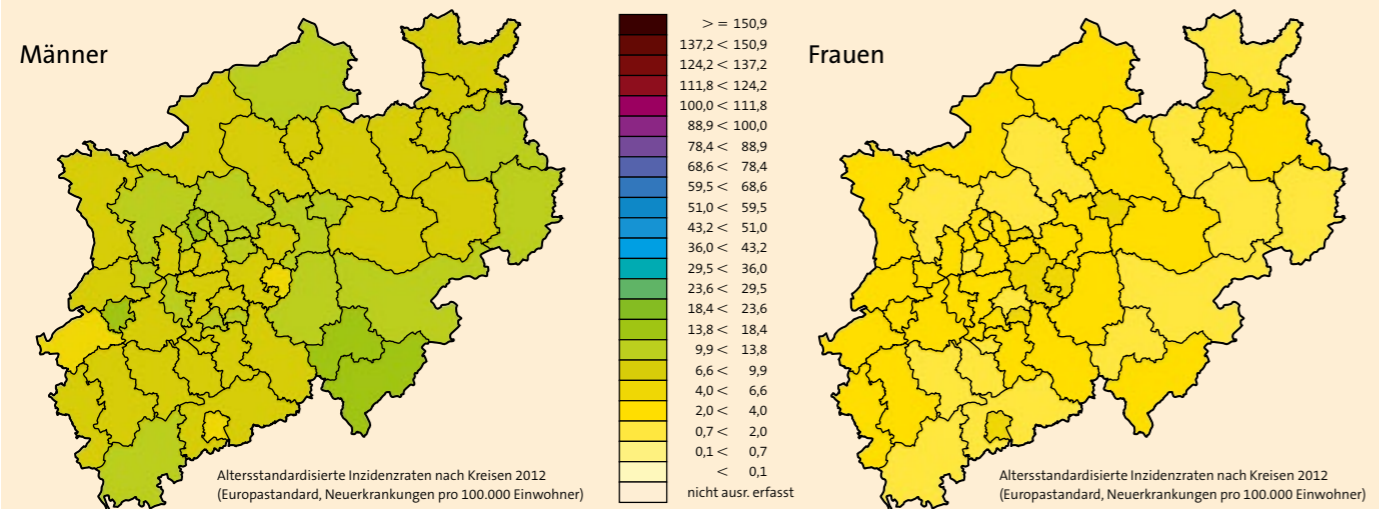 Männer
> = 150,9
137,2 < 150,9
124,2 < 137,2
111,8 < 124,2
100,0 < 111,8
88,9 < 100,0
78,4 < 88,9
68,6 < 78,4
59,5 < 68,6
51,0 < 59,5
43,2 < 51,0
36,0 < 43,2
29,5 < 36,0
23,6 < 29,5
18,4 < 23,6
13,8 < 18,4
9,9 < 13,8
6,6 < 9,9
4,0 < 6,6
2,0 < 4,0
0,7 < 2,0
0,1 < 0,7
< 0,1
nicht ausr. erfasst
Altersstandardisierte Inzidenzraten nach Kreisen 2012
(Europastandard, Neuerkrankungen pro 100.000 Einwohner)
Frauen
Altersstandardisierte Inzidenzraten nach Kreisen 2012
(Europastandard, Neuerkrankungen pro 100.000 Einwohner)